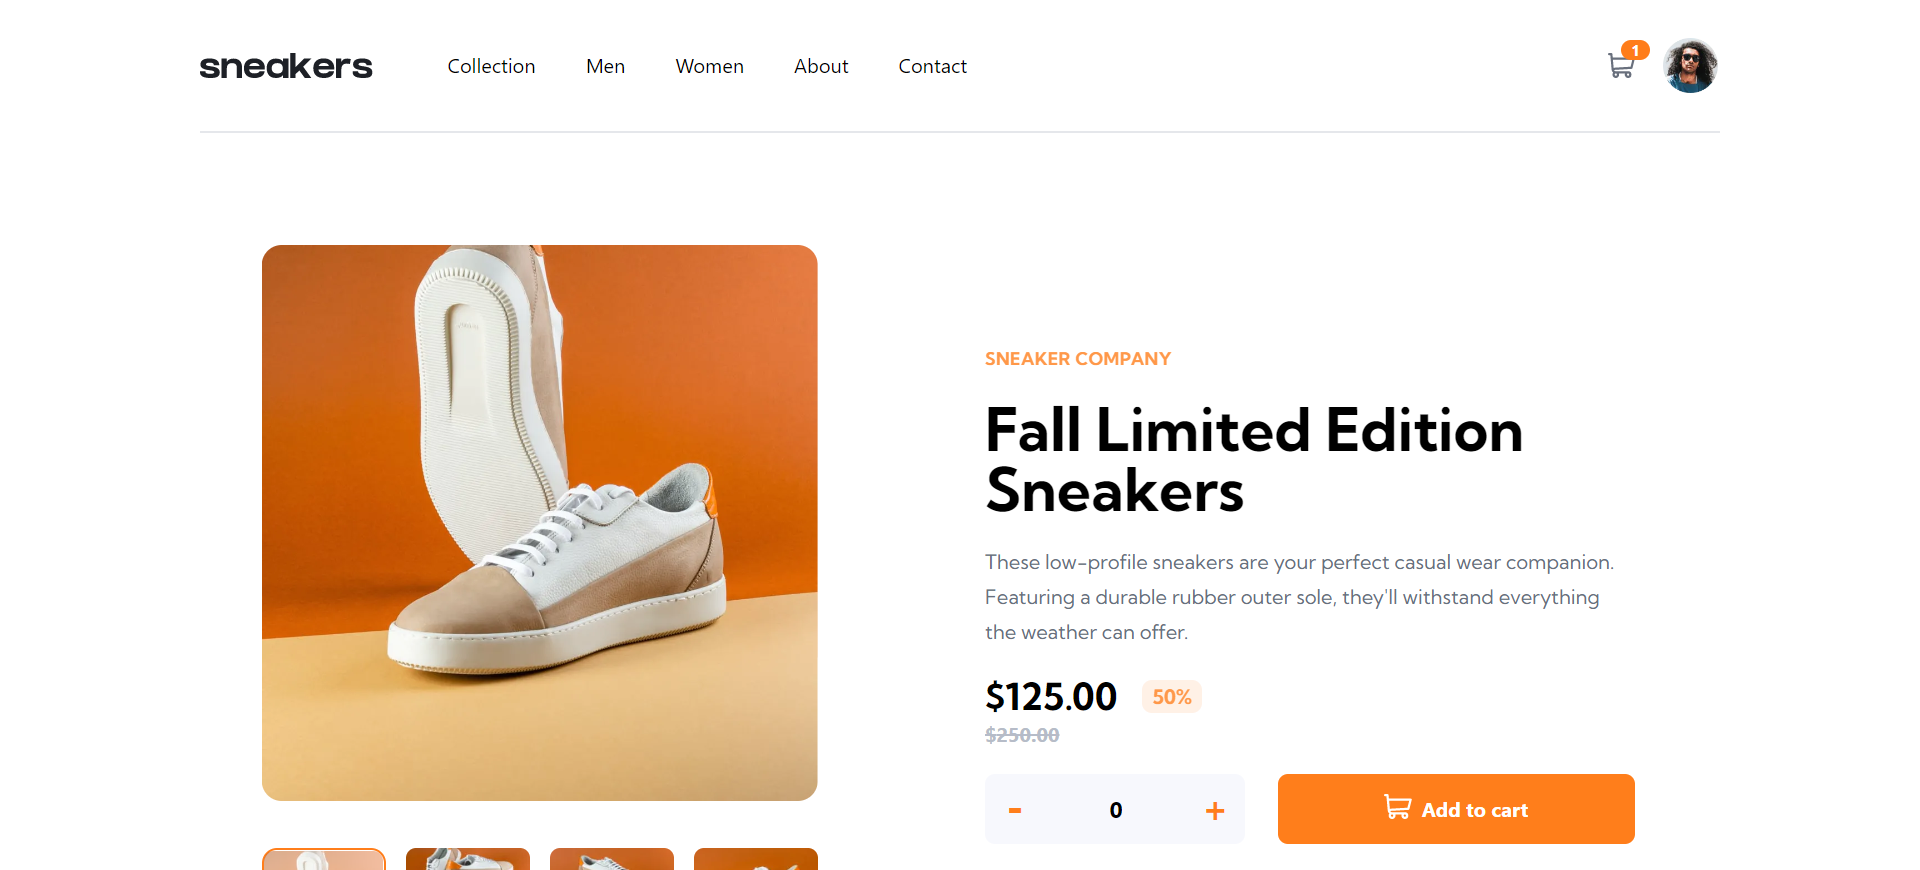 sneakers
Collection
Men
Women
About
Contact
1
SNEAKER COMPANY
Fall Limited Edition
Sneakers
These low-profile sneakers are your perfect casual wear companion.
Featuring a durable rubber outer sole, they'll withstand everything
the weather can offer.
$125.00
50%
$250.00
-
0
+
Add to cart